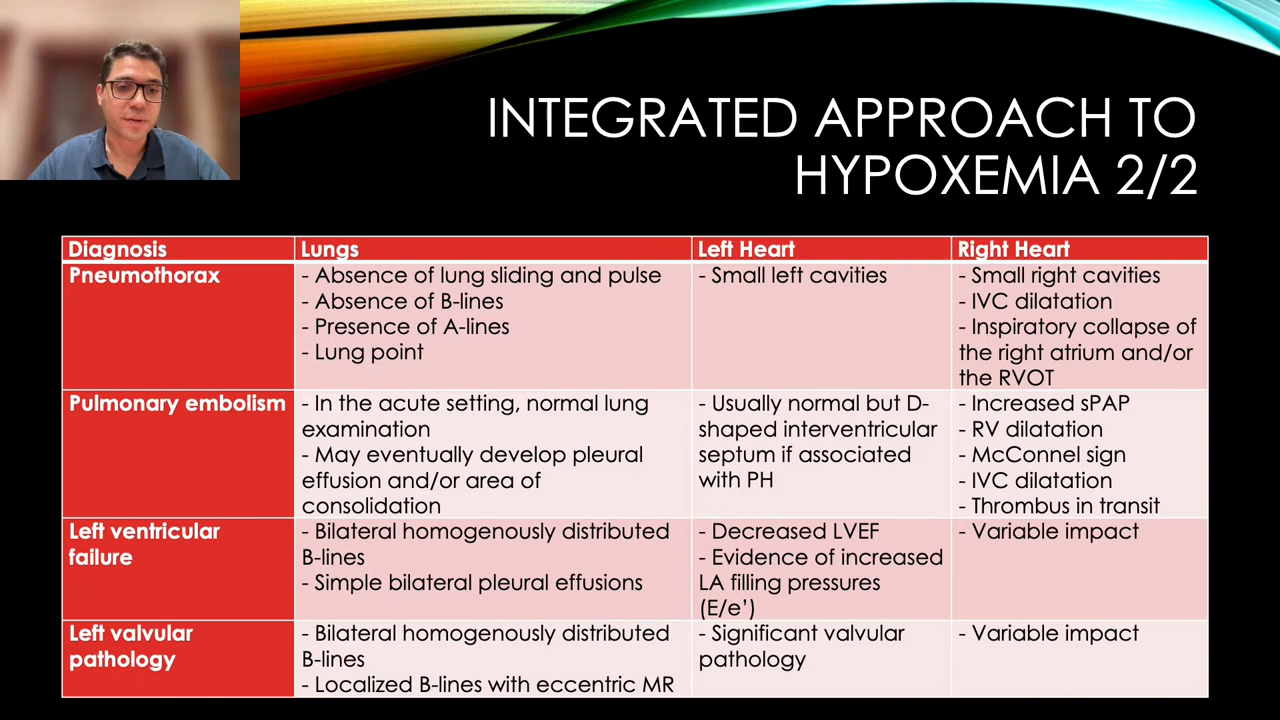 INTEGRATED APPROACH TO
HYPOXEMIA 2/2
Diagnosis
Lungs
Left Heart
Right Heart
Pneumothorax
- Absence of lung sliding and pulse
- Absence of B-lines
- Presence of A-lines
- Lung point
- Small left cavities
- Small right cavities
- IVC dilatation
- Inspiratory collapse of
the right atrium and/or
the RVOT
Pulmonary embolism
- In the acute setting, normal lung
examination
- May eventually develop pleural
effusion and/or area of
consolidation
- Usually normal but D-
shaped interventricular
septum if associated
with PH
- Increased sPAP
- RV dilatation
- McConnel sign
- IVC dilatation
- Thrombus in transit
Left ventricular
failure
- Bilateral homogenously distributed
B-lines
- Simple bilateral pleural effusions
- Decreased LVEF
- Evidence of increased
LA filling pressures
(E/e’)
- Variable impact
Left valvular
pathology
- Bilateral homogenously distributed
B-lines
- Localized B-lines with eccentric MR
- Significant valvular
pathology
- Variable impact